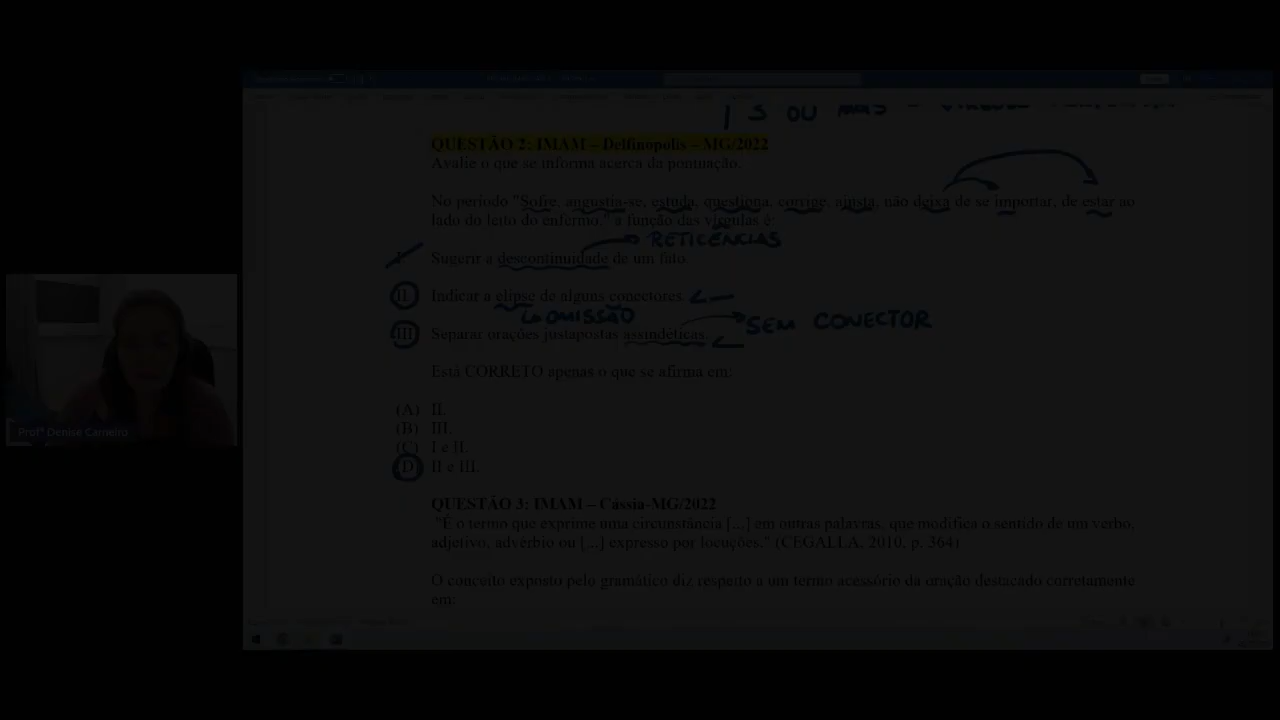 1 S OU MAIS
QUESTÃO 2: IMAM – Delfinópolis – MG/2022
Avalie o que se informa acerca da pontuação.
No período "Sofre, angustia-se, estuda, questiona, corrige, ajusta, não deixa de se importar, de estar ao
lado do leito do enfermo." a função das vírgulas é:
RETICÊNCIAS
I Sugerir a descontinuidade de um fato.
II Indicar a elipse de alguns conectores.
OMISSÃO
SEM CONECTOR
III Separar orações justapostas assindéticas.
Está CORRETO apenas o que se afirma em:
(A) II.
(B) III.
(C) I e II.
(D) II e III.
Profª Denise Carneiro
QUESTÃO 3: IMAM – Cássia-MG/2022
"É o termo que exprime uma circunstância [...] em outras palavras, que modifica o sentido de um verbo,
adjetivo, advérbio ou [...] expresso por locuções." (CEGALLA, 2010, p. 364)
O conceito exposto pelo gramático diz respeito a um termo acessório da oração destacado corretamente
em: